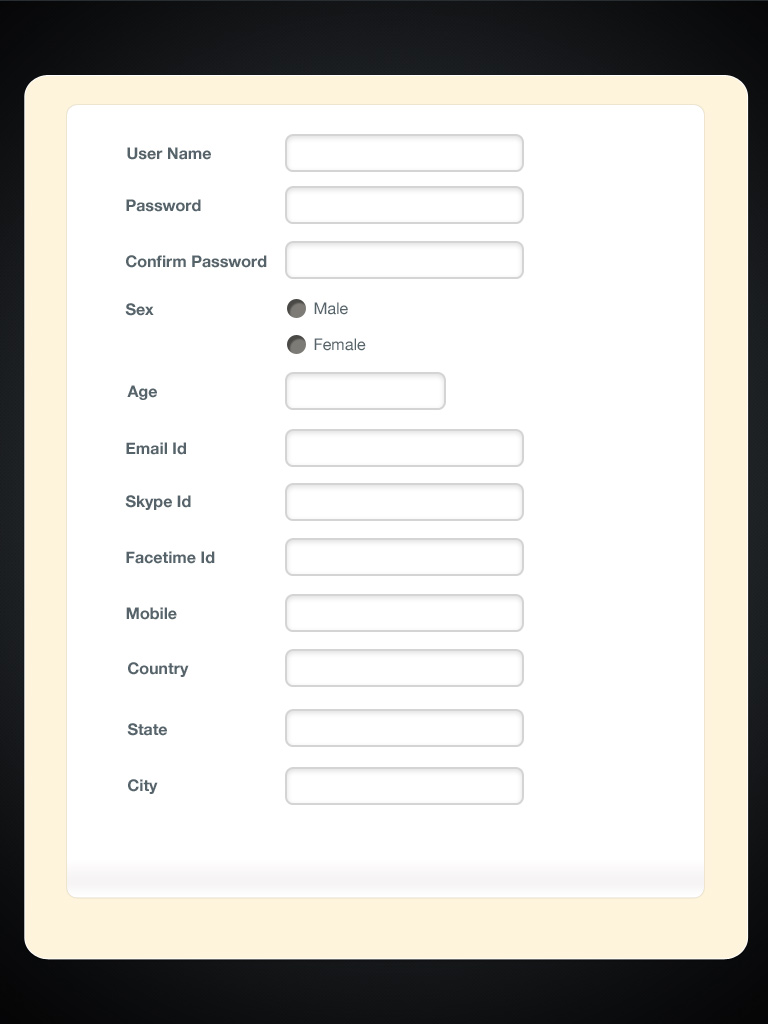 User Name
Password
Confirm Password
Sex Male
Female
Age
Email Id
Skype Id
Facetime Id
Mobile
Country
State
City